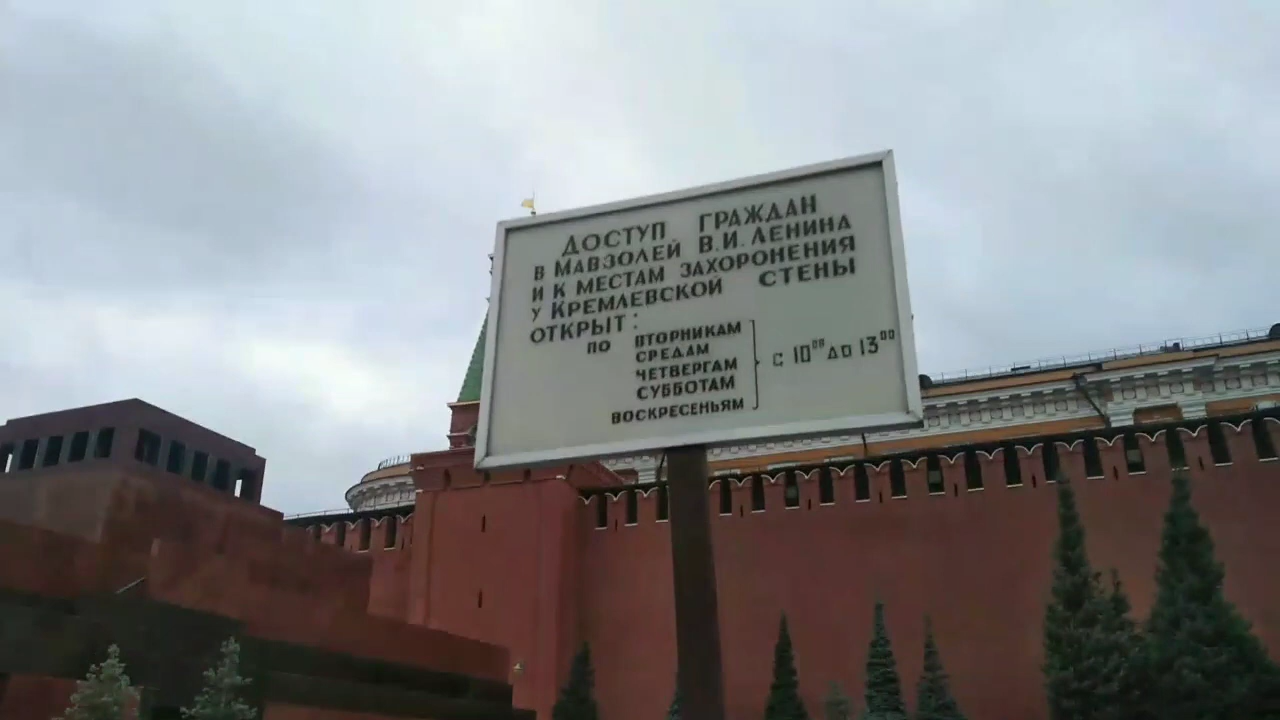 ДОСТУП ГРАЖДАН
В МАВЗОЛЕЙ В.И. ЛЕНИНА
И К МЕСТАМ ЗАХОРОНЕНИЯ
У КРЕМЛЕВСКОЙ СТЕНЫ
ОТКРЫТ:
ПО ВТОРНИКАМ
СРЕДАМ
ЧЕТВЕРГАМ
СУББОТАМ
ВОСКРЕСЕНЬЯМ
С 10⁰⁰ ДО 13⁰⁰